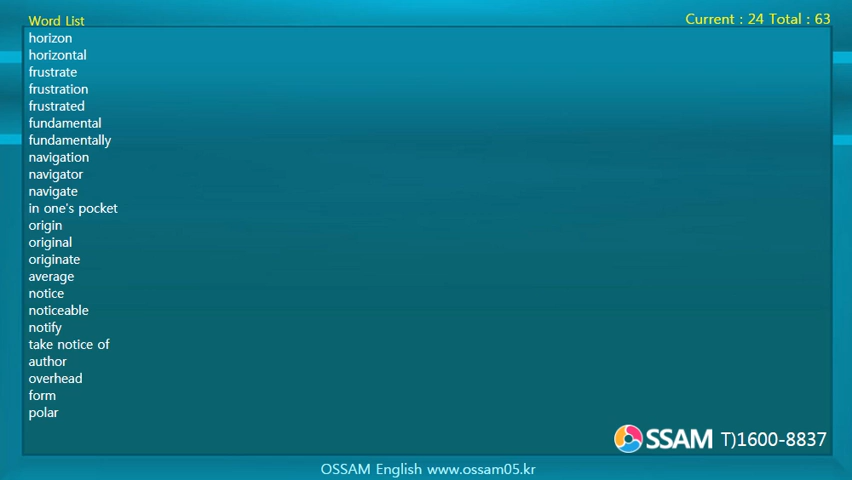 Word List
Current : 24 Total : 63
horizon
horizontal
frustrate
frustration
frustrated
fundamental
fundamentally
navigation
navigator
navigate
in one's pocket
origin
original
originate
average
notice
noticeable
notify
take notice of
author
overhead
form
polar
OSSAM T)1600-8837
OSSAM English www.ossam05.kr